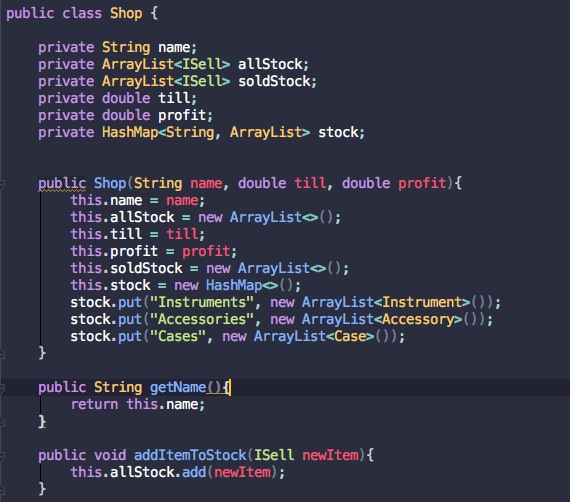 public class Shop {
private String name;
private ArrayList<ISell> allStock;
private ArrayList<ISell> soldStock;
private double till;
private double profit;
private HashMap<String, ArrayList> stock;
public Shop(String name, double till, double profit){
this.name = name;
this.allStock = new ArrayList<>();
this.till = till;
this.profit = profit;
this.soldStock = new ArrayList<>();
this.stock = new HashMap<>();
stock.put("Instruments", new ArrayList<Instrument>());
stock.put("Accessories", new ArrayList<Accessory>());
stock.put("Cases", new ArrayList<Case>());
}
public String getName(){
return this.name;
}
public void addItemToStock(ISell newItem){
this.allStock.add(newItem);
}